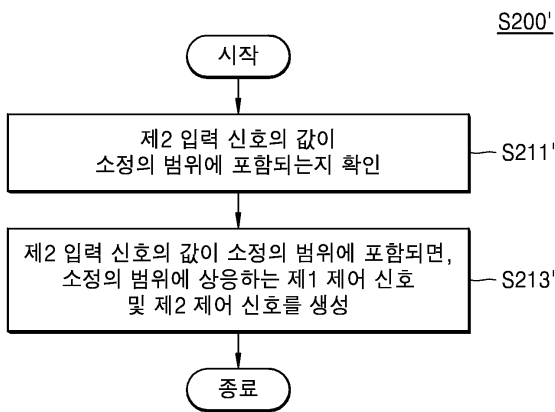 S200'
시작
제2 입력 신호의 값이
소정의 범위에 포함되는지 확인
S211'
제2 입력 신호의 값이 소정의 범위에 포함되면,
소정의 범위에 상응하는 제1 제어 신호
및 제2 제어 신호를 생성
S213'
종료